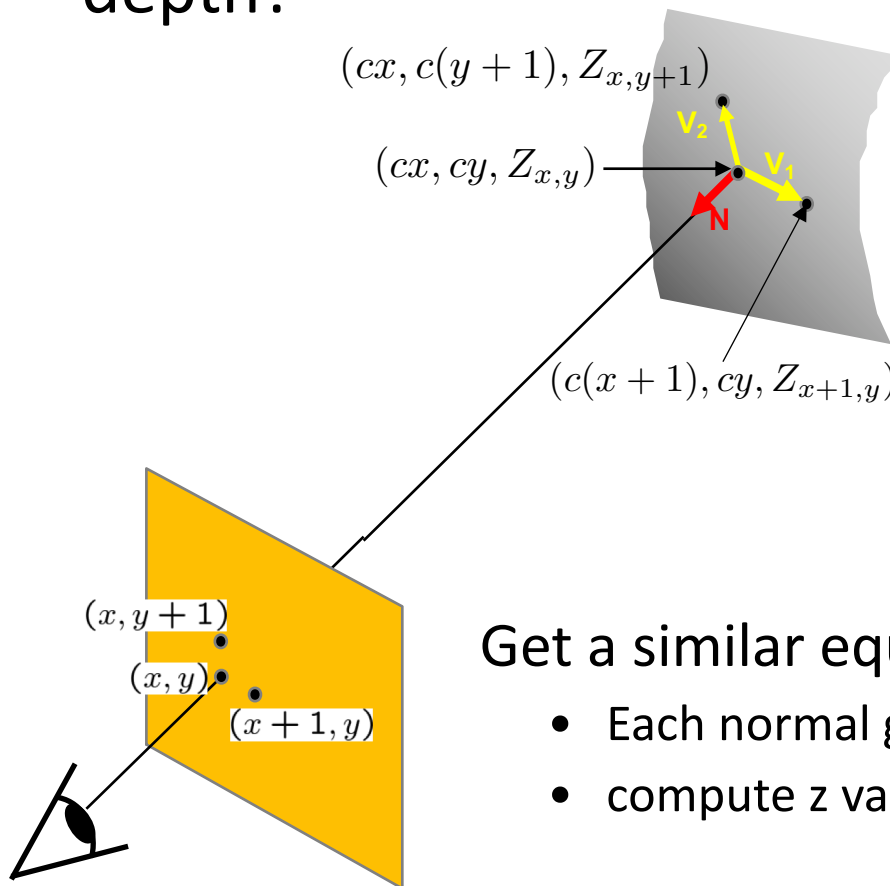 depth?
(cx, c(y + 1), Z_{x,y+1})
V₂
(cx, cy, Z_{x,y})
V₁
N
(c(x + 1), cy, Z_{x+1,y})
(x, y + 1)
(x, y)
(x + 1, y)
Get a similar equ
• Each normal g
• compute z va